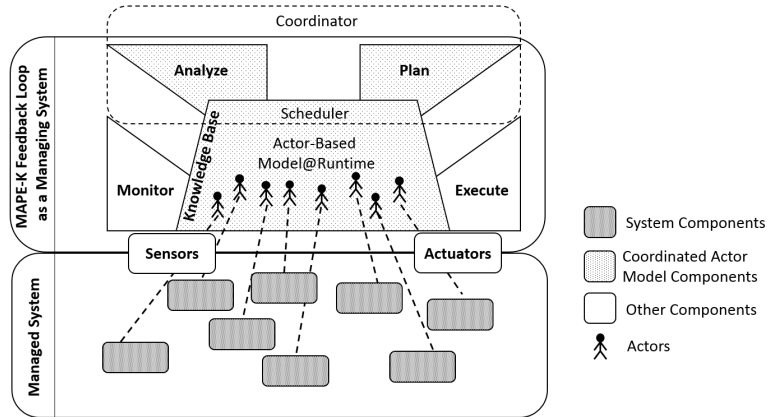 Coordinator
MAPE-K Feedback Loop
as a Managing System
Analyze
Plan
Scheduler
Knowledge Base
Actor-Based
Model@Runtime
Monitor
Execute
Sensors
Actuators
Managed System
System Components
Coordinated Actor
Model Components
Other Components
Actors